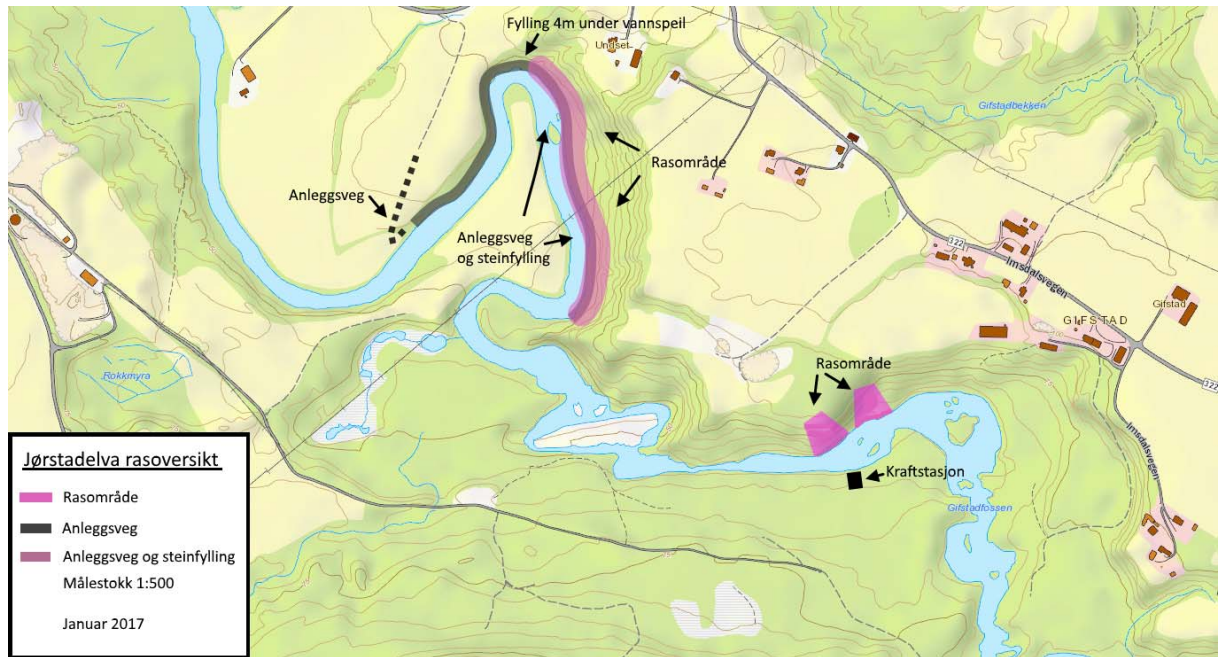 Fylling 4m under vannspeil
Undset
Gifstadbekken
Rasområde
Anleggsveg
Anleggsveg
og steinfylling
122
Imsdalsvegen
Gifstad
GIFSTAD
Rokkmyra
Rasområde
122
Imsdalsvegen
Kraftstasjon
Gifstadfossen
Jørstadelva rasoversikt
Rasområde
Anleggsveg
Anleggsveg og steinfylling
Målestokk 1:500
Januar 2017